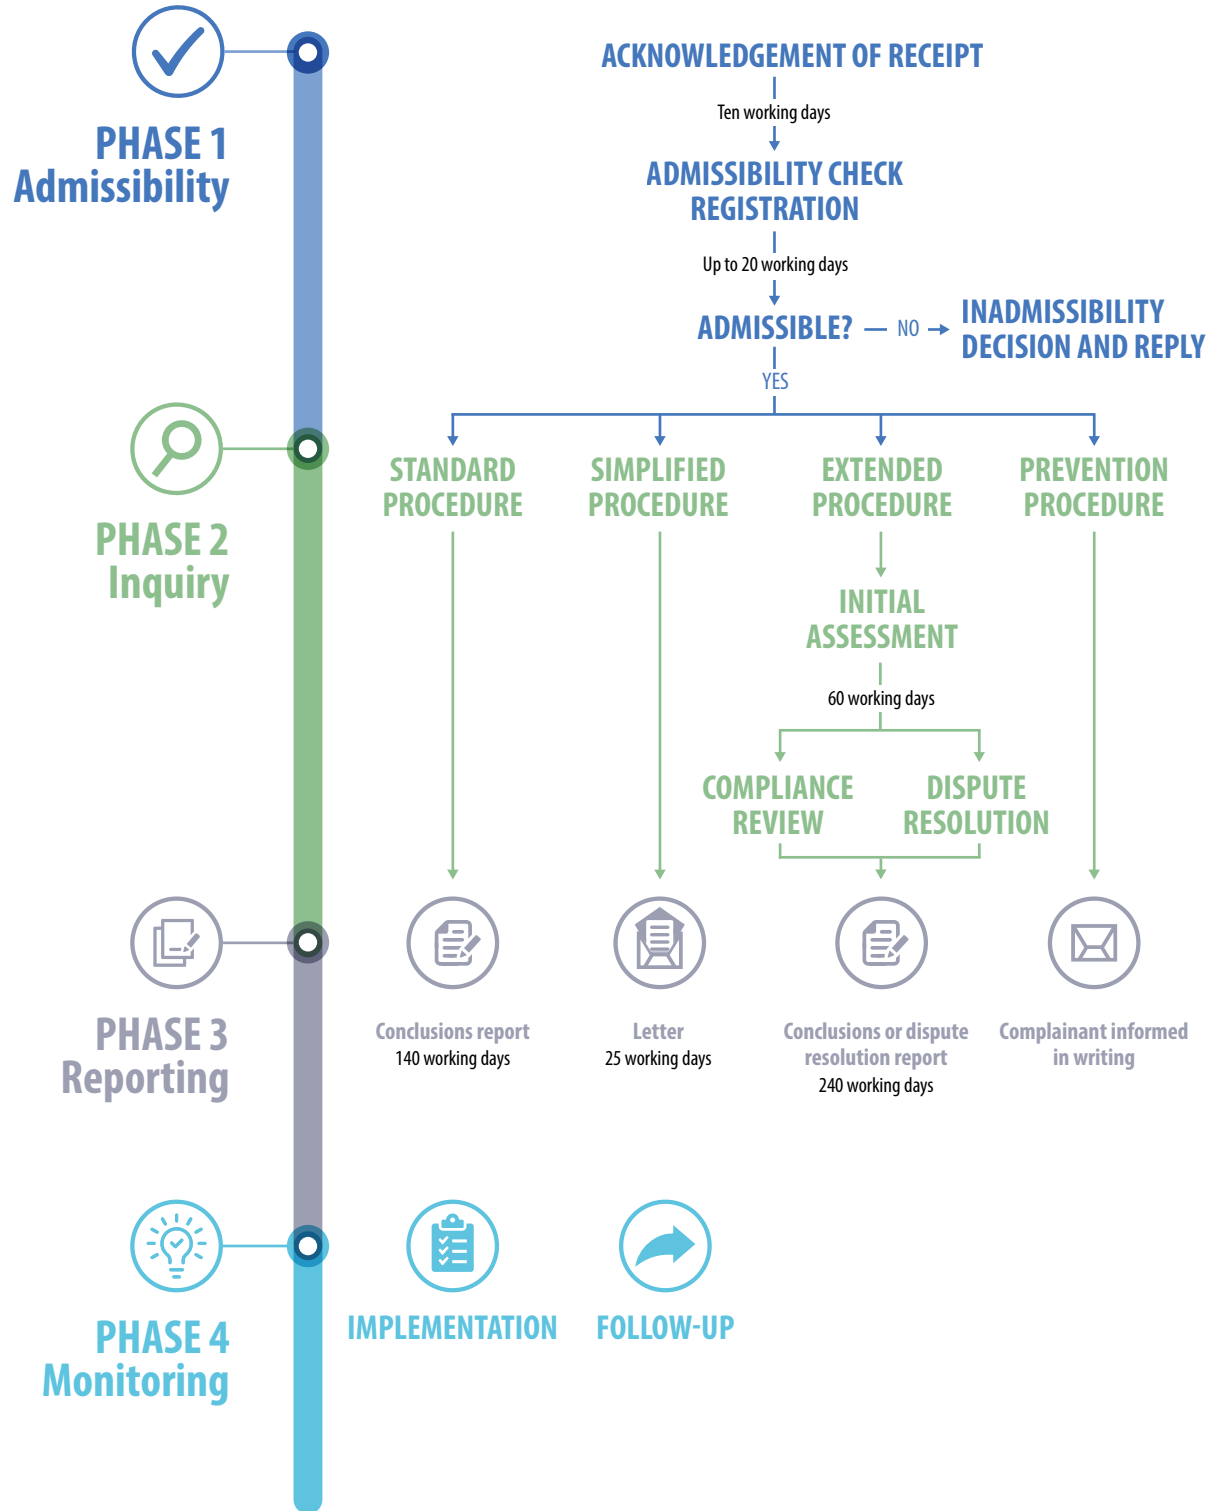 PHASE 1
Admissibility
ACKNOWLEDGEMENT OF RECEIPT
Ten working days
ADMISSIBILITY CHECK
REGISTRATION
Up to 20 working days
ADMISSIBLE?
NO
INADMISSIBILITY
DECISION AND REPLY
YES
PHASE 2
Inquiry
STANDARD
PROCEDURE
SIMPLIFIED
PROCEDURE
EXTENDED
PROCEDURE
PREVENTION
PROCEDURE
INITIAL
ASSESSMENT
60 working days
COMPLIANCE
REVIEW
DISPUTE
RESOLUTION
PHASE 3
Reporting
Conclusions report
140 working days
Letter
25 working days
Conclusions or dispute
resolution report
240 working days
Complainant informed
in writing
PHASE 4
Monitoring
IMPLEMENTATION
FOLLOW-UP